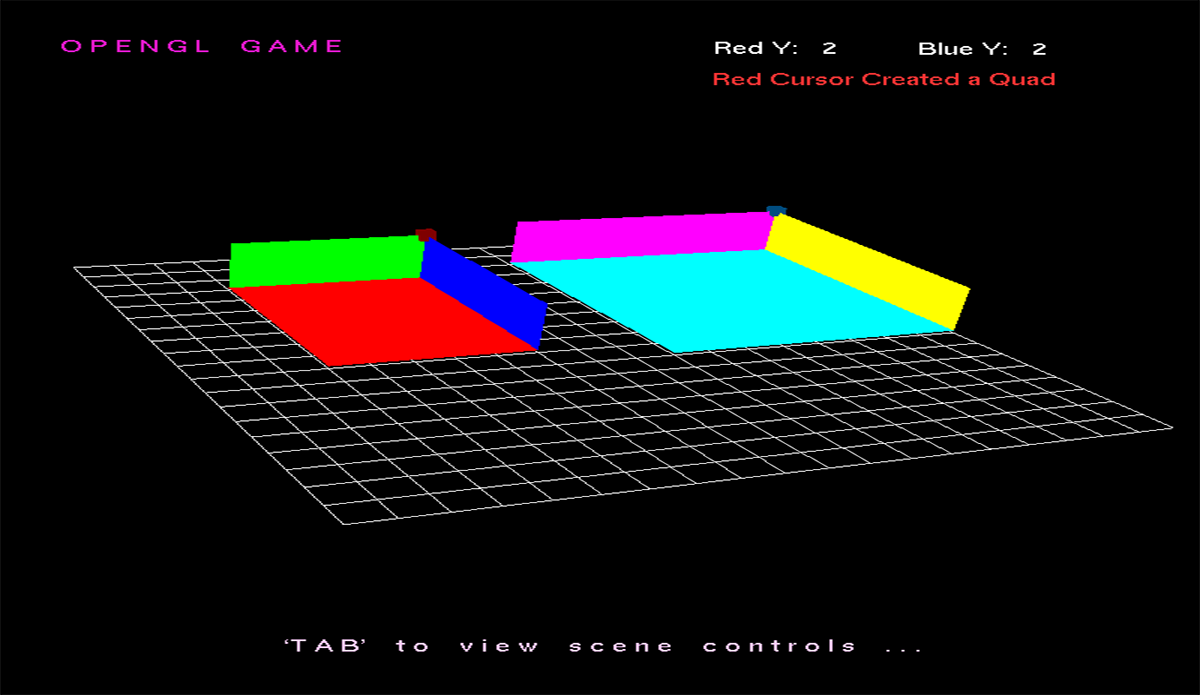 OPENGL GAME
Red Y: 2 Blue Y: 2
Red Cursor Created a Quad
‘TAB’ to view scene controls ...